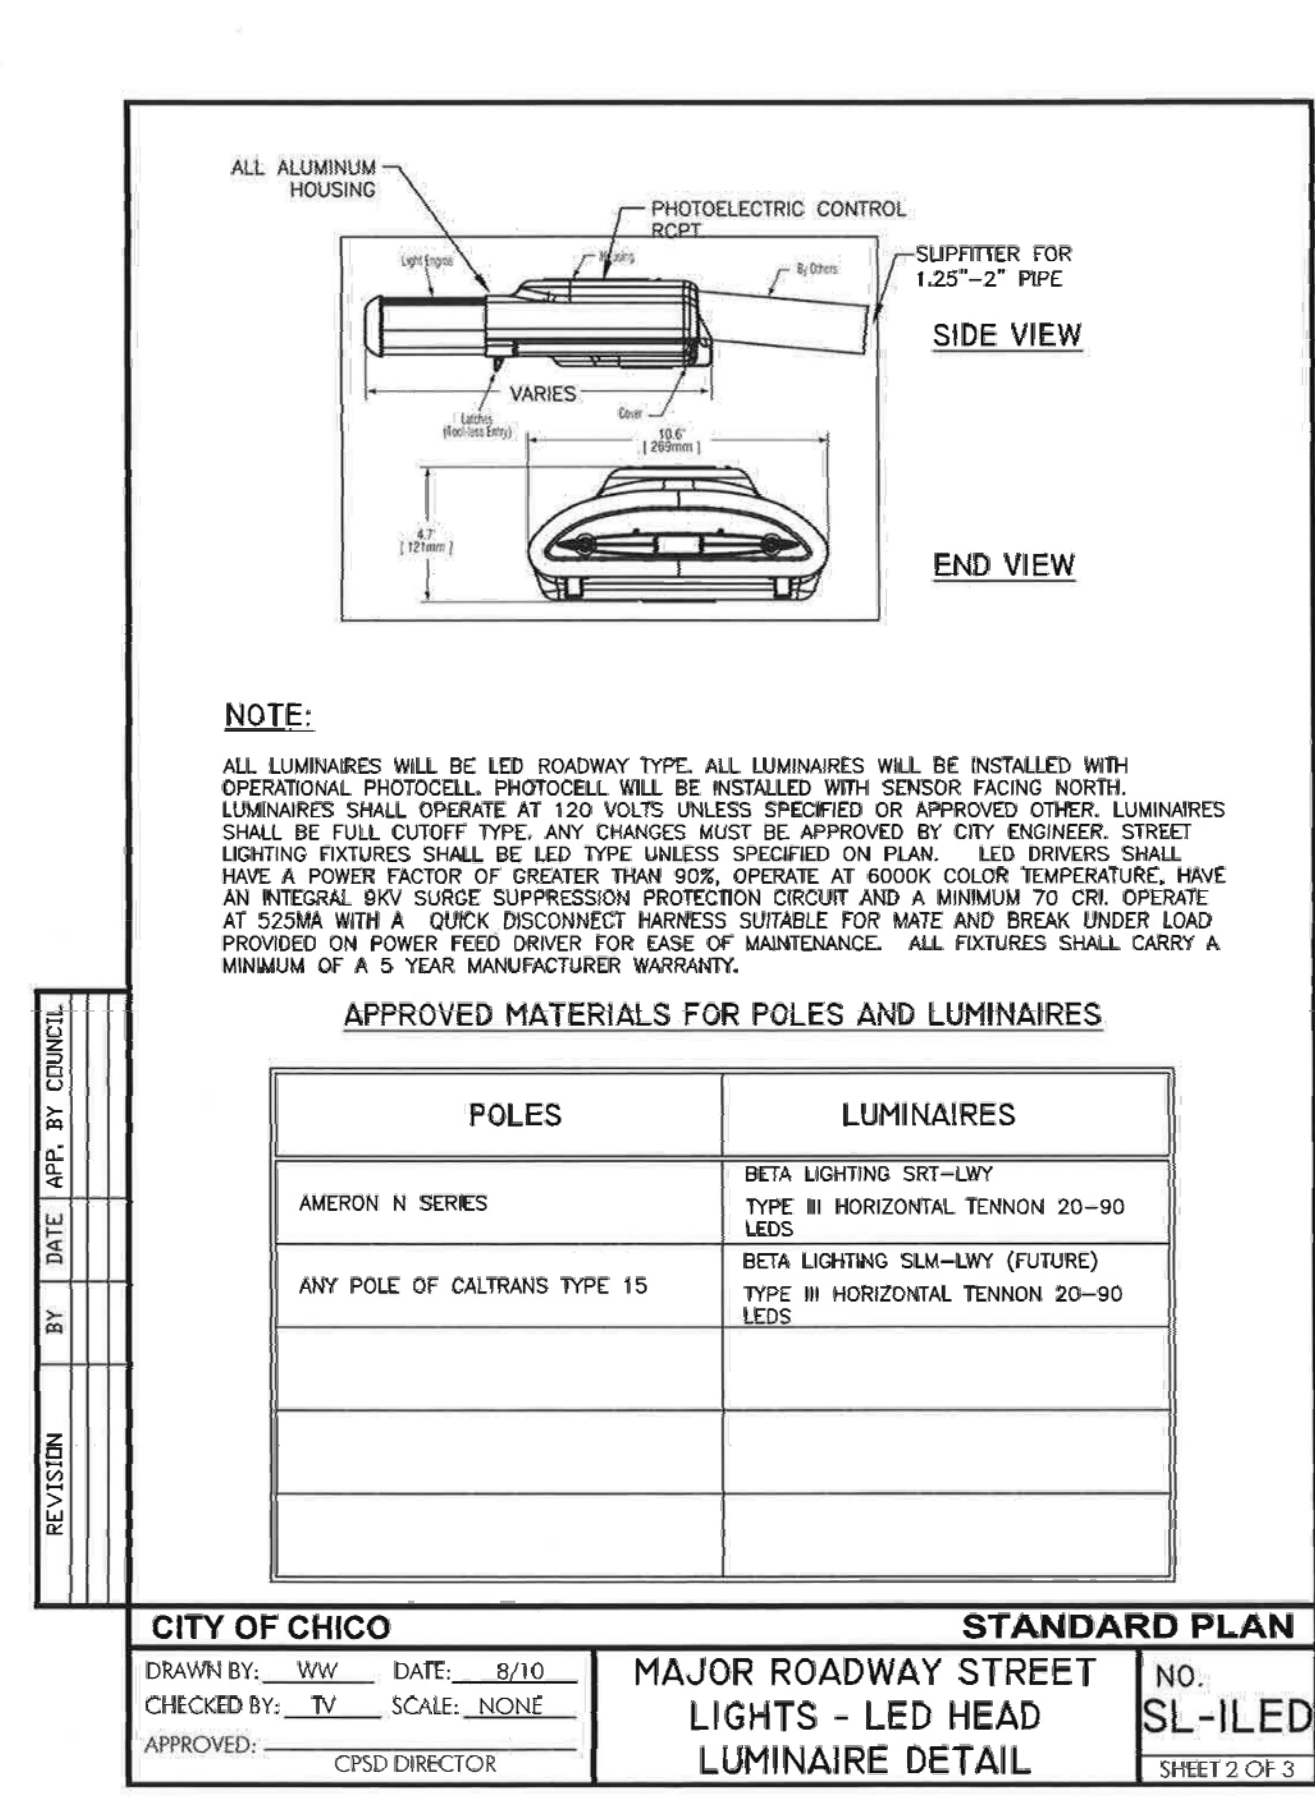 ALL ALUMINUM
HOUSING
PHOTOELECTRIC CONTROL
RCPT
Light Engine
Housing
By Others
SLIPFITTER FOR
1.25"-2" PIPE
SIDE VIEW
VARIES
Latches
(Tool-less Entry)
Cover
10.6"
[ 269mm ]
4.7"
[ 121mm ]
END VIEW
NOTE:
ALL LUMINAIRES WILL BE LED ROADWAY TYPE. ALL LUMINAIRES WILL BE INSTALLED WITH
OPERATIONAL PHOTOCELL. PHOTOCELL WILL BE INSTALLED WITH SENSOR FACING NORTH.
LUMINAIRES SHALL OPERATE AT 120 VOLTS UNLESS SPECIFIED OR APPROVED OTHER. LUMINAIRES
SHALL BE FULL CUTOFF TYPE. ANY CHANGES MUST BE APPROVED BY CITY ENGINEER. STREET
LIGHTING FIXTURES SHALL BE LED TYPE UNLESS SPECIFIED ON PLAN. LED DRIVERS SHALL
HAVE A POWER FACTOR OF GREATER THAN 90%, OPERATE AT 6000K COLOR TEMPERATURE, HAVE
AN INTEGRAL 9KV SURGE SUPPRESSION PROTECTION CIRCUIT AND A MINIMUM 70 CRI. OPERATE
AT 525MA WITH A QUICK DISCONNECT HARNESS SUITABLE FOR MATE AND BREAK UNDER LOAD
PROVIDED ON POWER FEED DRIVER FOR EASE OF MAINTENANCE. ALL FIXTURES SHALL CARRY A
MINIMUM OF A 5 YEAR MANUFACTURER WARRANTY.
APPROVED MATERIALS FOR POLES AND LUMINAIRES
POLES
LUMINAIRES
AMERON N SERIES
BETA LIGHTING SRT-LWY
TYPE III HORIZONTAL TENNON 20-90
LEDS
ANY POLE OF CALTRANS TYPE 15
BETA LIGHTING SLM-LWY (FUTURE)
TYPE III HORIZONTAL TENNON 20-90
LEDS
REVISION
BY
DATE
APP. BY COUNCIL
CITY OF CHICO
STANDARD PLAN
DRAWN BY: WW DATE: 8/10
CHECKED BY: TV SCALE: NONE
APPROVED:
CPSD DIRECTOR
MAJOR ROADWAY STREET
LIGHTS - LED HEAD
LUMINAIRE DETAIL
NO.
SL-ILED
SHEET 2 OF 3